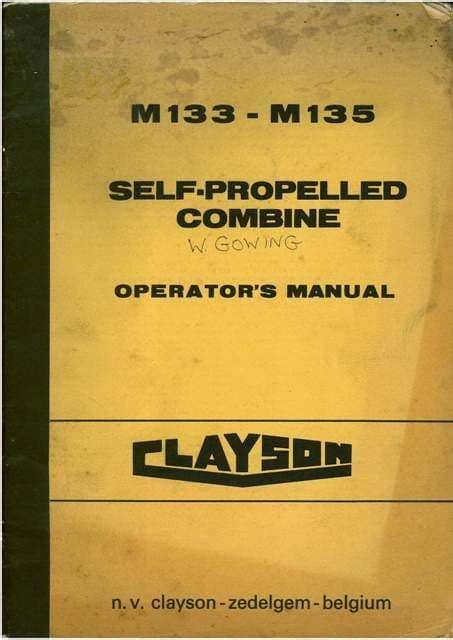 M133 - M135
SELF-PROPELLED
COMBINE
W. GOWING
OPERATOR'S MANUAL
CLAYSON
n.v. clayson - zedelgem - belgium